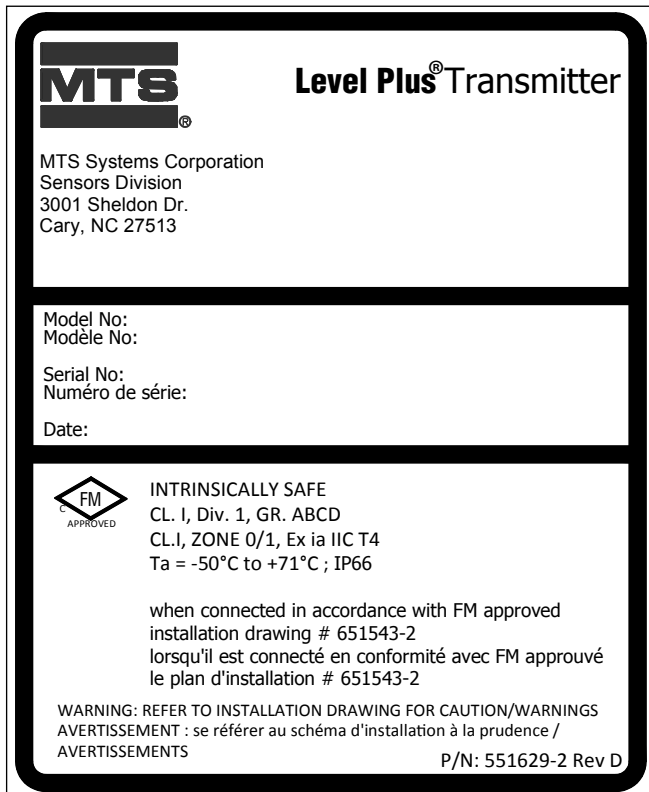 MTS
®
Level Plus® Transmitter
MTS Systems Corporation
Sensors Division
3001 Sheldon Dr.
Cary, NC 27513
Model No:
Modèle No:
Serial No:
Numéro de série:
Date:
FM
C
APPROVED
INTRINSICALLY SAFE
CL. I, Div. 1, GR. ABCD
CL.I, ZONE 0/1, Ex ia IIC T4
Ta = -50°C to +71°C ; IP66
when connected in accordance with FM approved
installation drawing # 651543-2
lorsqu'il est connecté en conformité avec FM approuvé
le plan d'installation # 651543-2
WARNING: REFER TO INSTALLATION DRAWING FOR CAUTION/WARNINGS
AVERTISSEMENT : se référer au schéma d'installation à la prudence /
AVERTISSEMENTS
P/N: 551629-2 Rev D